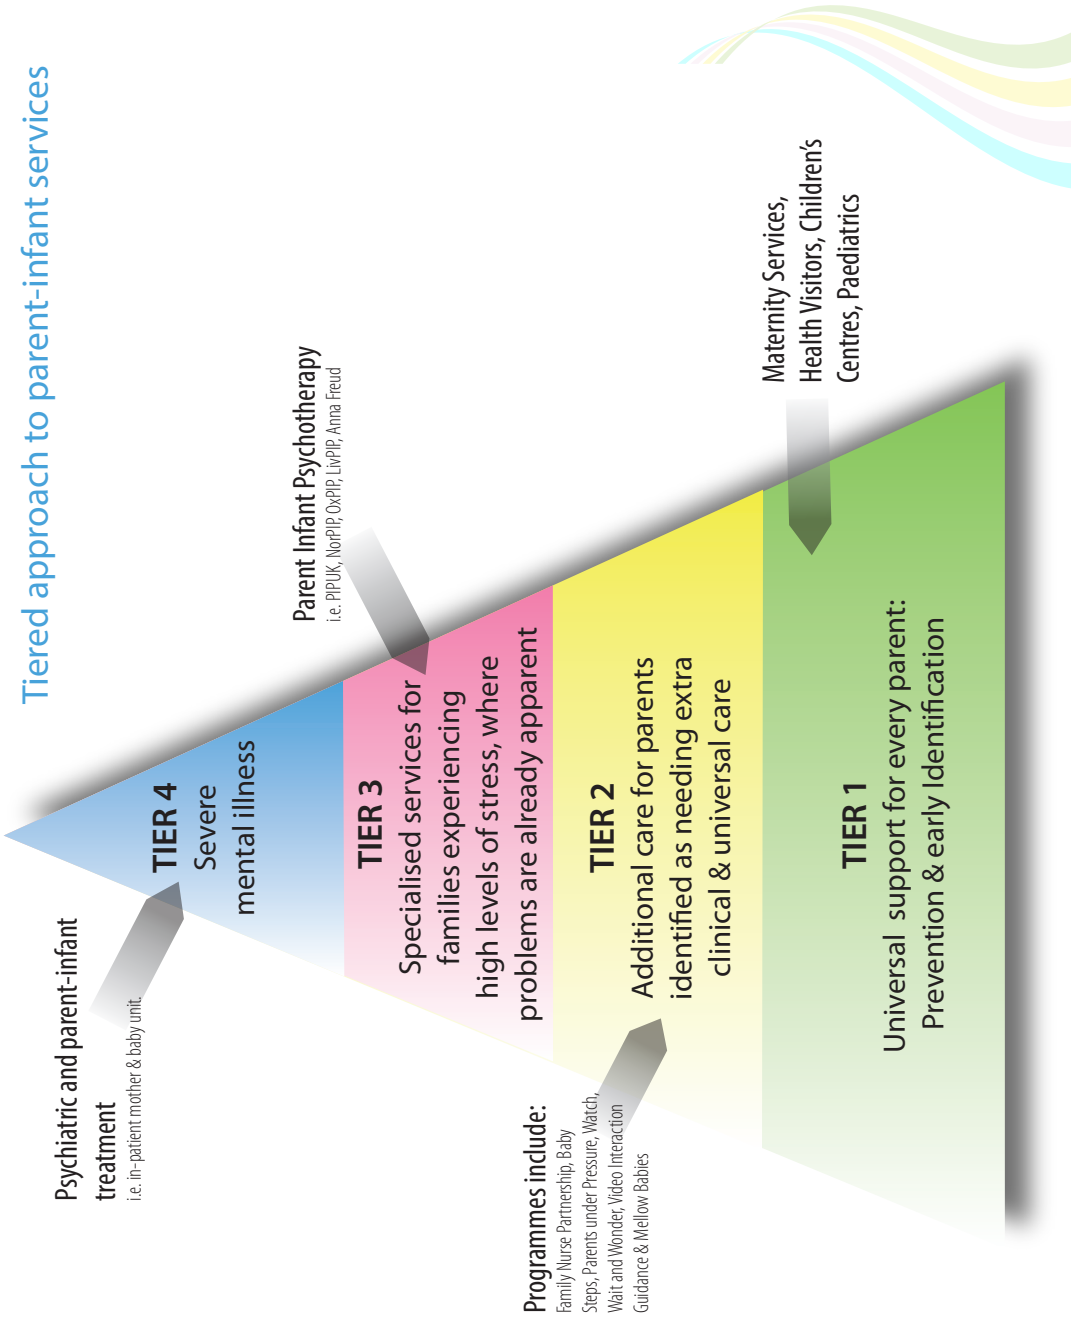 Tiered approach to parent-infant services
Psychiatric and parent-infant
treatment
i.e. in-patient mother & baby unit.
TIER 4
Severe
mental illness
Parent Infant Psychotherapy
i.e. PIPUK, NorPIP, OxPIP, LivPIP, Anna Freud
TIER 3
Specialised services for
families experiencing
high levels of stress, where
problems are already apparent
Programmes include:
Family Nurse Partnership, Baby
Steps, Parents under Pressure, Watch,
Wait and Wonder, Video Interaction
Guidance & Mellow Babies
TIER 2
Additional care for parents
identified as needing extra
clinical & universal care
Maternity Services,
Health Visitors, Children's
Centres, Paediatrics
TIER 1
Universal support for every parent:
Prevention & early Identification